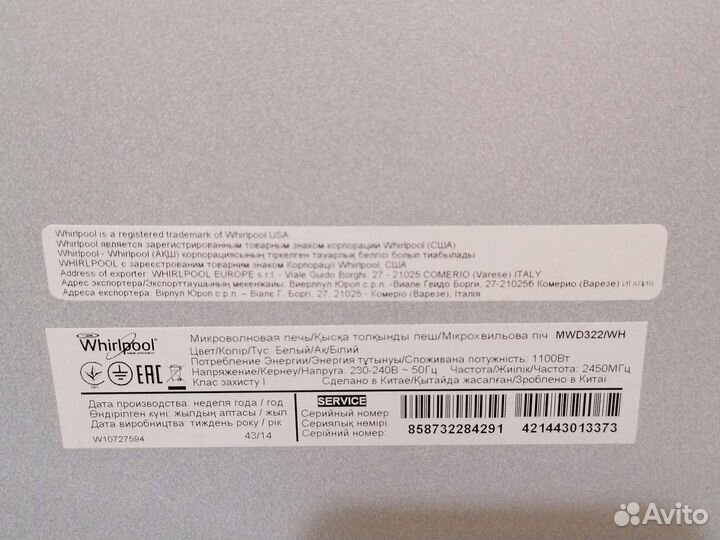 Whirlpool is a registered trademark of Whirlpool USA
Whirlpool является зарегистрированным товарным знаком корпорации Whirlpool (США)
Whirlpool - Whirlpool (АҚШ) корпорациясының тіркелген тауарлық белгісі болып тиабылады
WHIRLPOOL є зареєстрованим товарним знаком Корпорації Whirlpool, США
Address of exporter: WHIRLPOOL EUROPE s.r.l. - Viale Guido Borghi, 27 - 21025 COMERIO (Varese) ITALY
Адрес экспортера/Экспорттаушының мекенжайы: Виерлпул Юроп с.р.л. –Виале Гвидо Борги, 27-210256 Комерио (Варезе) ИТАЛИЯ
Адреса експортера: Вірпул Юроп с.р.л. – Віалє Г. Боргі, 27. 21025 - Комеріо (Варезе), Італія
Whirlpool
Микроволновая печь/Қысқа толқынды пеш/Мікрохвильова піч MWD322/WH
Цвет/Колір/Түс: Белый/Ақ/Білий
Потребление Энергии/Энергия тұтынуы/Споживана потужність: 1100Вт
Напряжение/Кернеу/Напруга: 230-240В ~ 50Гц Частота/Жиілік/Частота: 2450МГц
Клас захисту I Сделано в Китае/Қытайда жасалған/Зроблено в Китаї
EAC
Дата производства: неделя года / год
Өндірілген күні: жылдың аптасы / жыл
Дата виробництва: тиждень року / рік
W10727594 43/14
SERVICE
Серийный номер
Сериялық нөмірі:
Серійний номер:
858732284291 421443013373
Avito